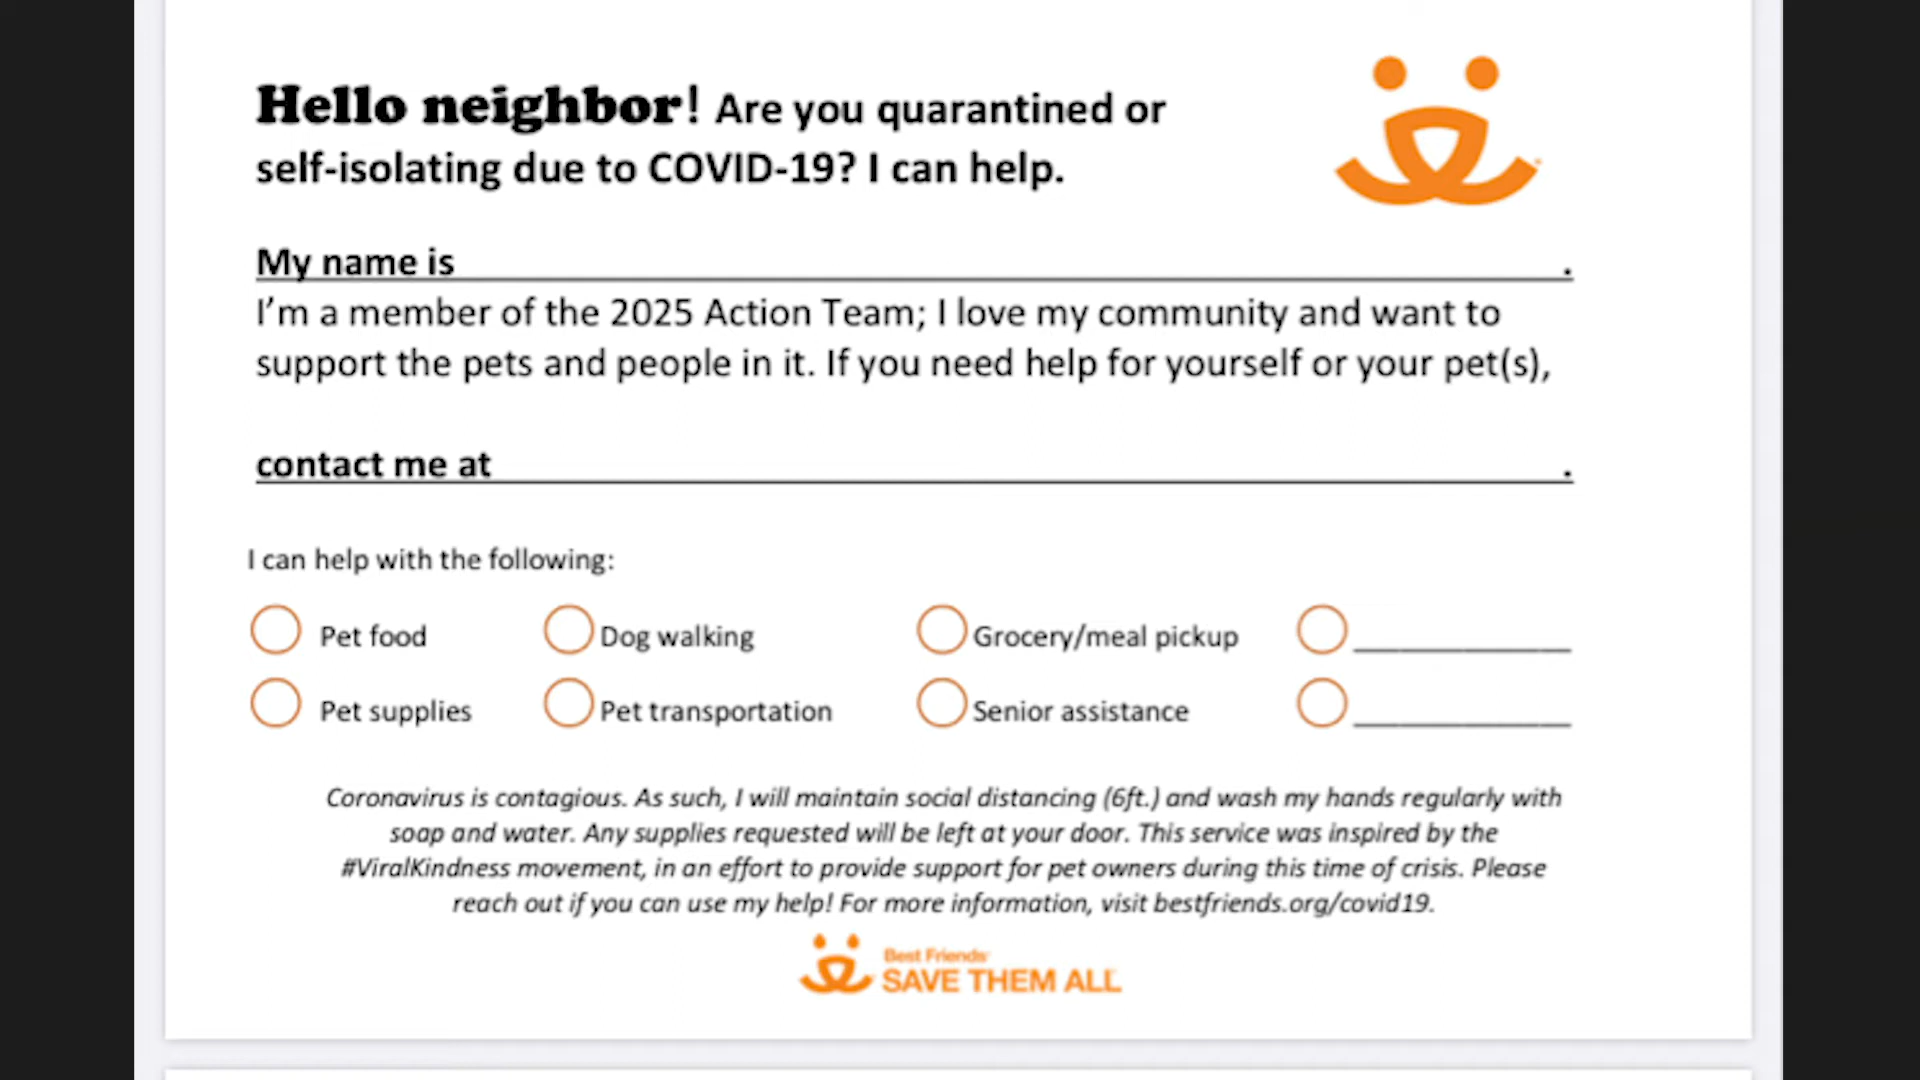 Hello neighbor! Are you quarantined or
self-isolating due to COVID-19? I can help.
My name is .
I'm a member of the 2025 Action Team; I love my community and want to
support the pets and people in it. If you need help for yourself or your pet(s),
contact me at .
I can help with the following:
Pet food Dog walking Grocery/meal pickup
Pet supplies Pet transportation Senior assistance
Coronavirus is contagious. As such, I will maintain social distancing (6ft.) and wash my hands regularly with
soap and water. Any supplies requested will be left at your door. This service was inspired by the
#ViralKindness movement, in an effort to provide support for pet owners during this time of crisis. Please
reach out if you can use my help! For more information, visit bestfriends.org/covid19.
Best Friends
SAVE THEM ALL